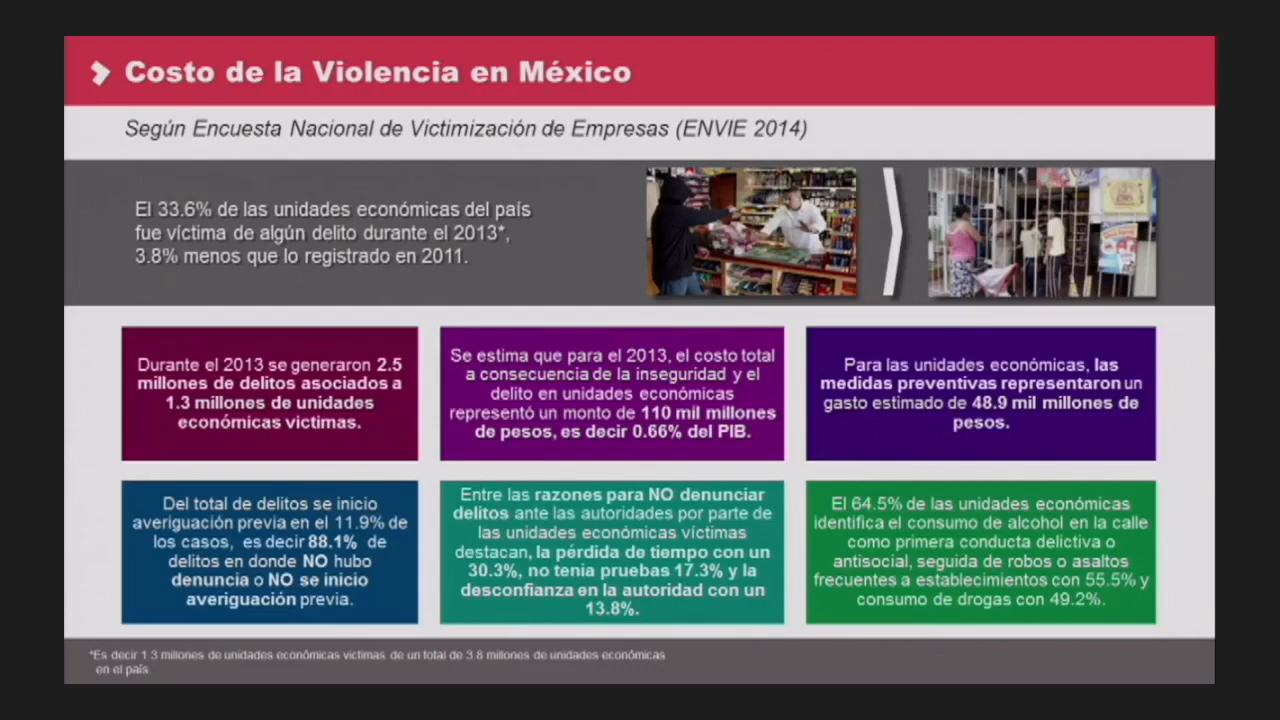 Costo de la Violencia en México
Según Encuesta Nacional de Victimización de Empresas (ENVIE 2014)
El 33.6% de las unidades económicas del país
fue víctima de algún delito durante el 2013*,
3.8% menos que lo registrado en 2011.
Durante el 2013 se generaron 2.5
millones de delitos asociados a
1.3 millones de unidades
económicas victimas.
Se estima que para el 2013, el costo total
a consecuencia de la inseguridad y el
delito en unidades económicas
representó un monto de 110 mil millones
de pesos, es decir 0.66% del PIB.
Para las unidades económicas, las
medidas preventivas representaron un
gasto estimado de 48.9 mil millones de
pesos.
Del total de delitos se inicio
averiguación previa en el 11.9% de
los casos, es decir 88.1% de
delitos en donde NO hubo
denuncia o NO se inicio
averiguación previa.
Entre las razones para NO denunciar
delitos ante las autoridades por parte de
las unidades económicas víctimas
destacan, la pérdida de tiempo con un
30.3%, no tenia pruebas 17.3% y la
desconfianza en la autoridad con un
13.8%.
El 64.5% de las unidades económicas
identifica el consumo de alcohol en la calle
como primera conducta delictiva o
antisocial, seguida de robos o asaltos
frecuentes a establecimientos con 55.5% y
consumo de drogas con 49.2%.
*Es decir 1.3 millones de unidades económicas victimas de un total de 3.8 millones de unidades económicas
en el país.